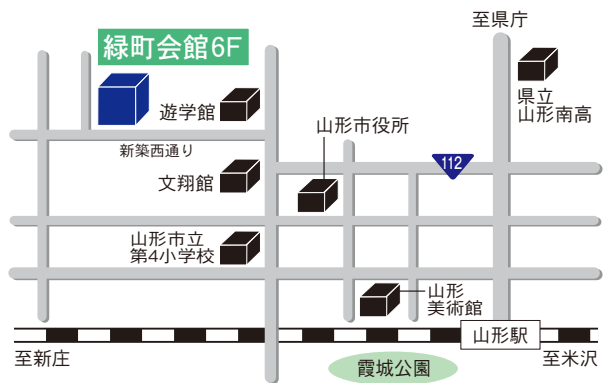 至県庁
緑町会館6F
県立
山形南高
遊学館
山形市役所
新築西通り
112
文翔館
山形市立
第4小学校
山形
美術館
山形駅
至新庄
霞城公園
至米沢